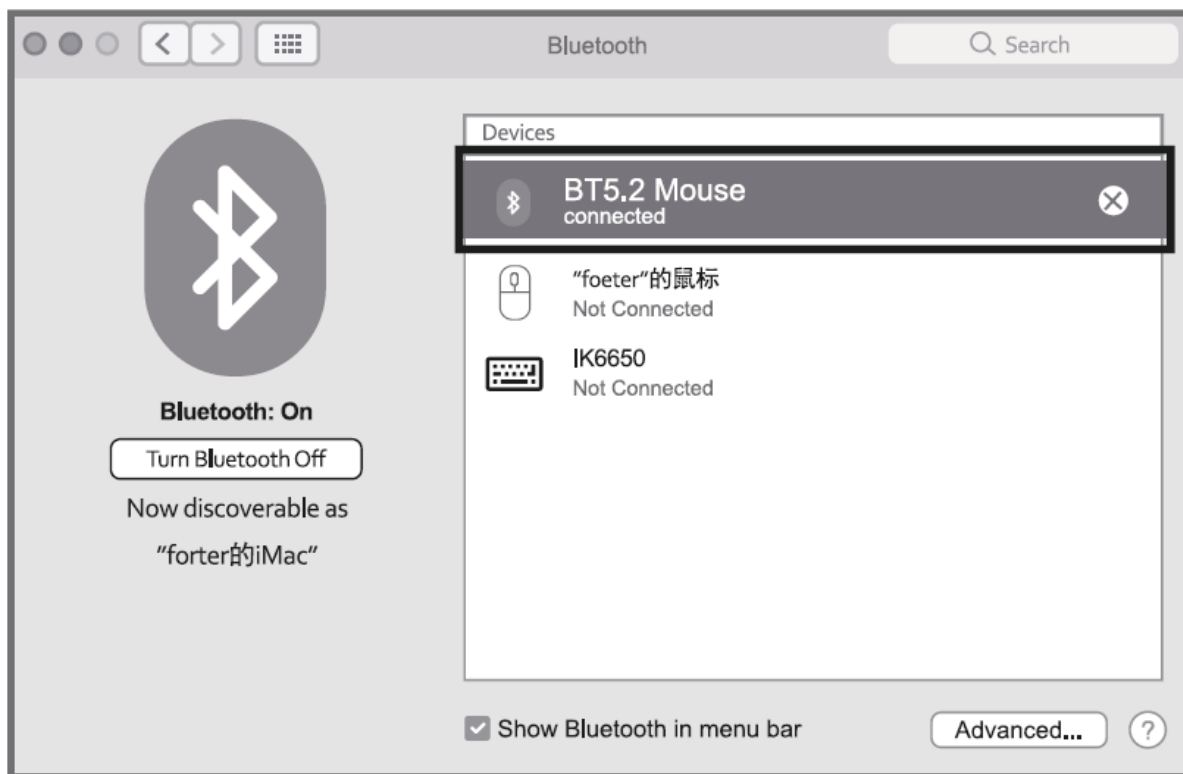 Bluetooth
Search
Devices
BT5.2 Mouse
connected
"foeter"的鼠标
Not Connected
IK6650
Not Connected
Bluetooth: On
Turn Bluetooth Off
Now discoverable as
"forter的iMac"
Show Bluetooth in menu bar
Advanced...
?